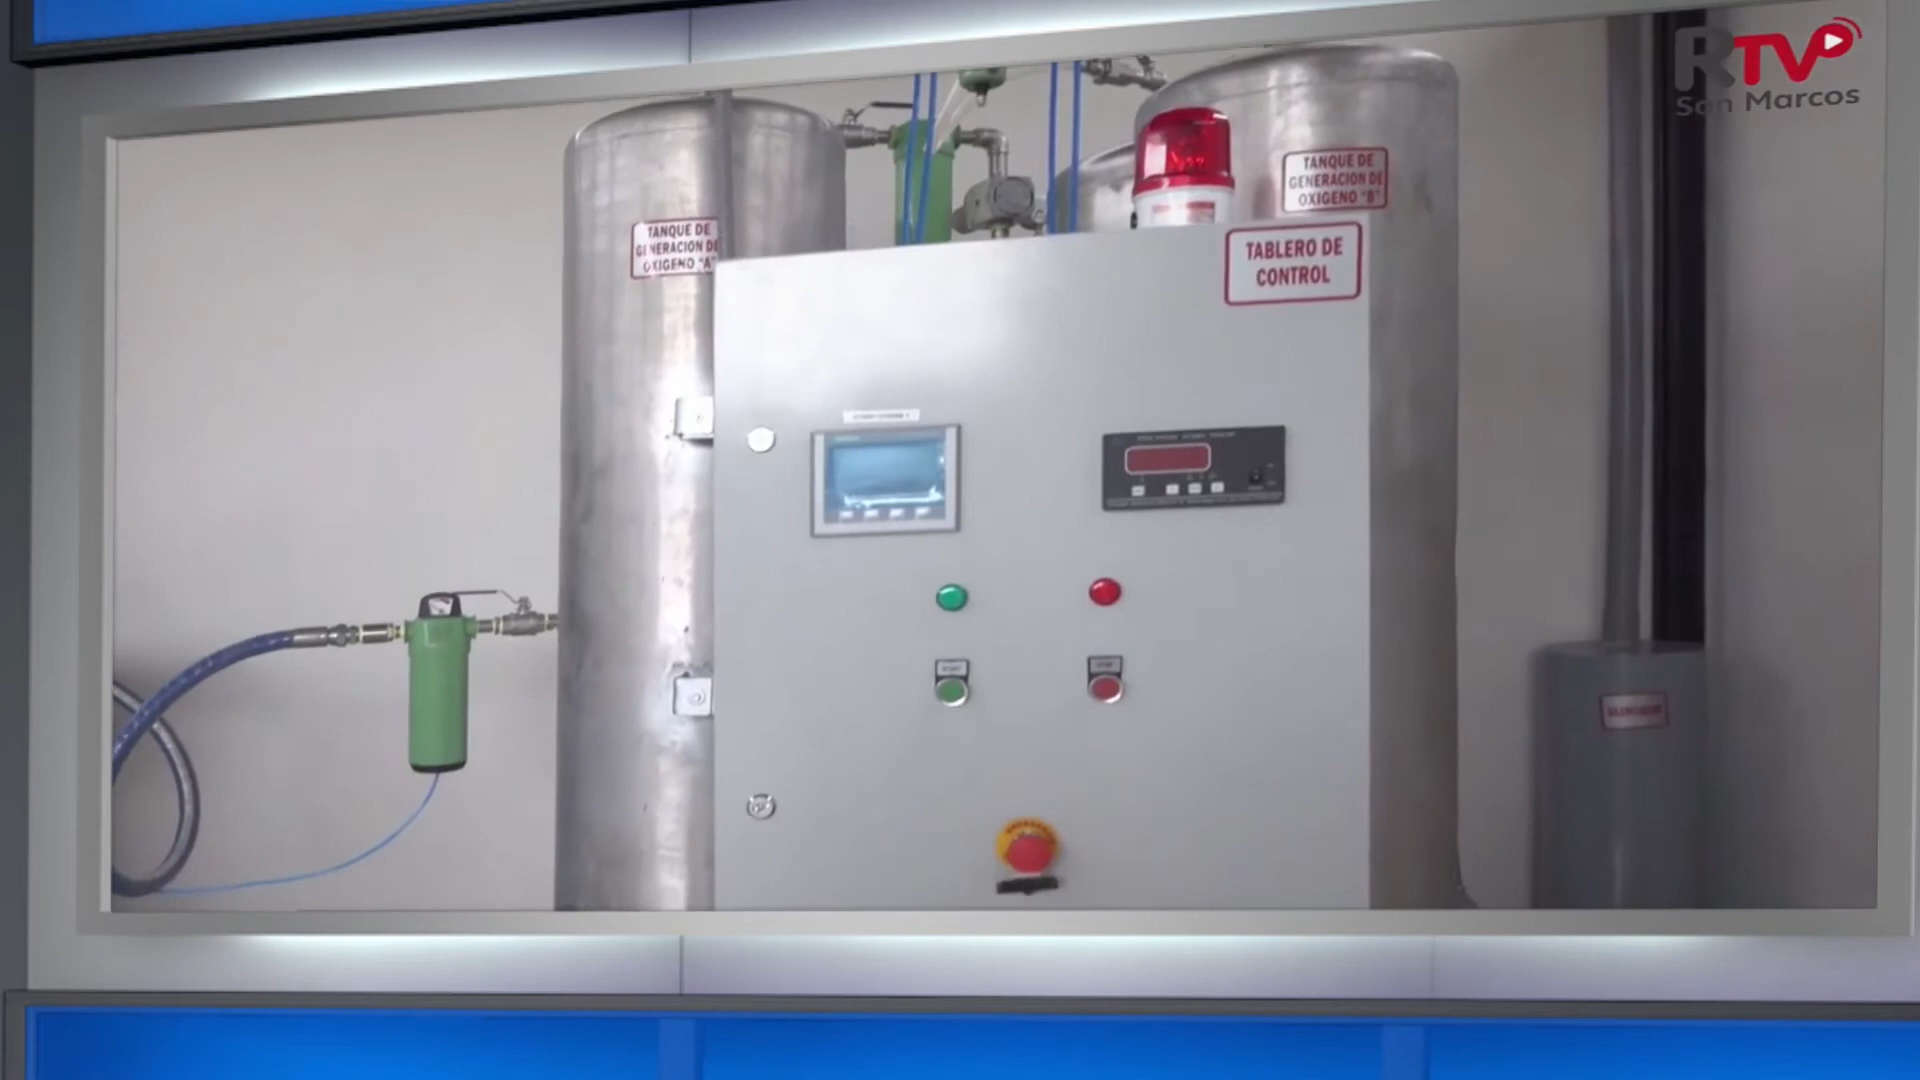 RTV
San Marcos
TANQUE DE
GENERACION DE
OXIGENO "A"
TANQUE DE
GENERACION DE
OXIGENO "B"
TABLERO DE
CONTROL
START
STOP